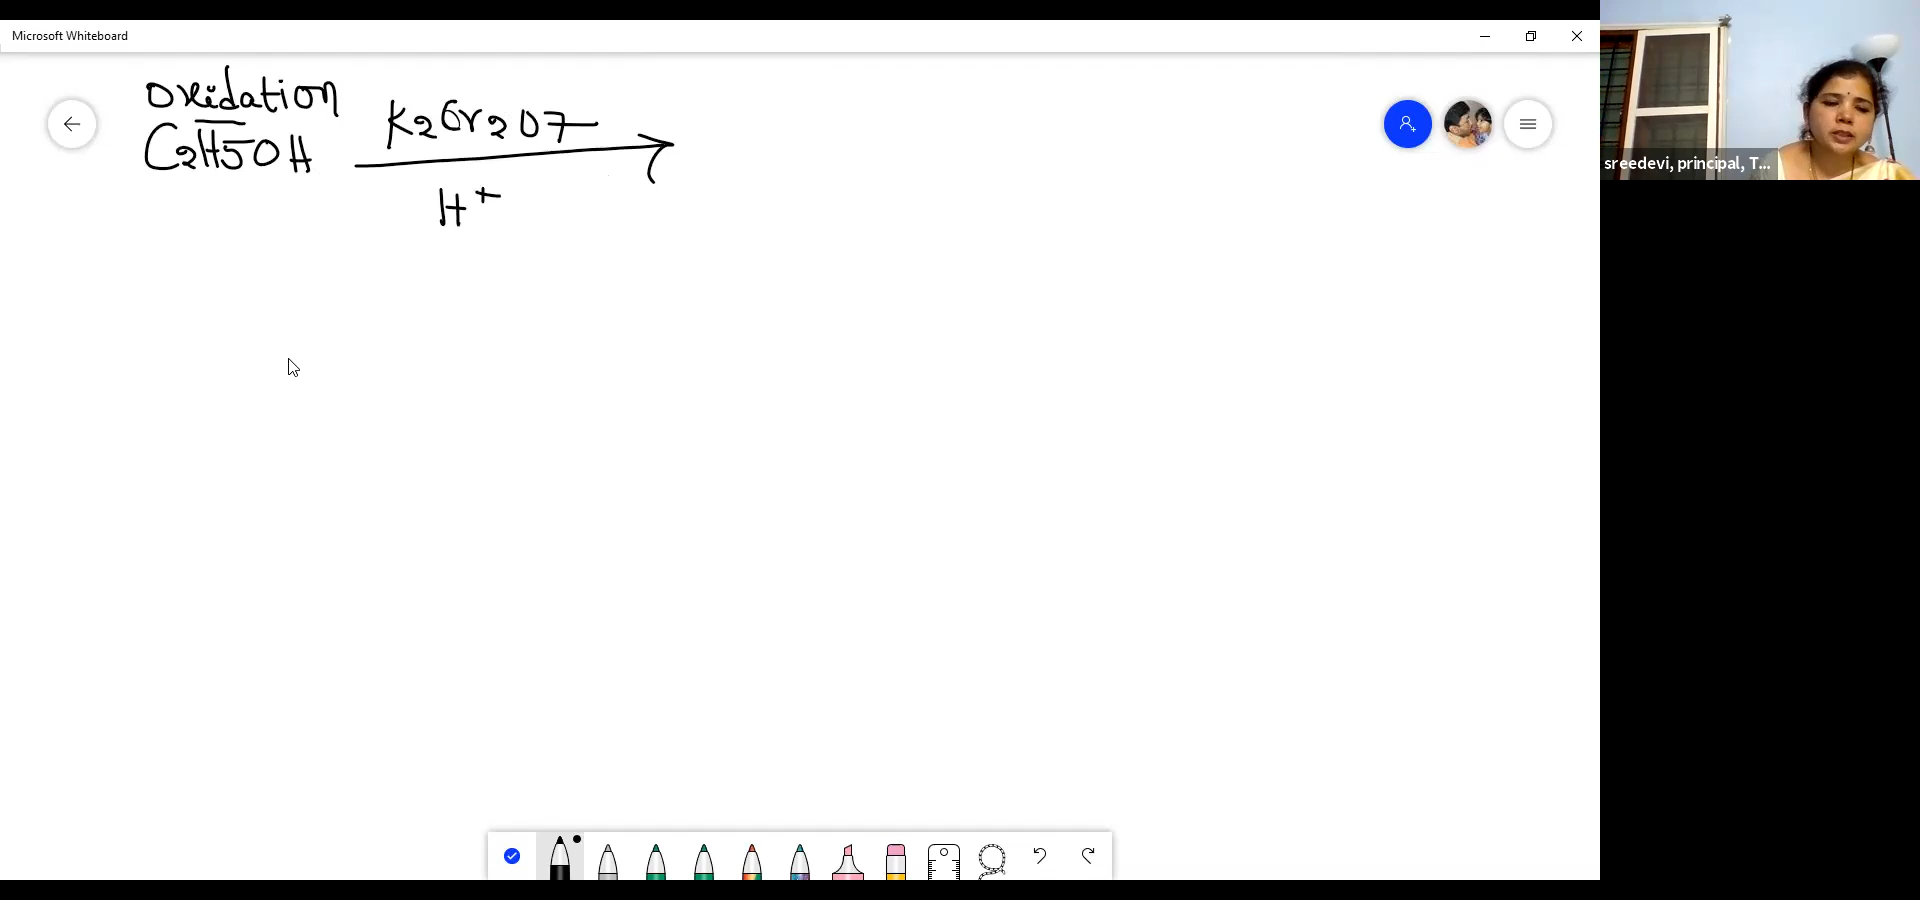 Microsoft Whiteboard
Oxidation
C2H5OH K2Cr2O7
H+
sreedevi, principal, T...